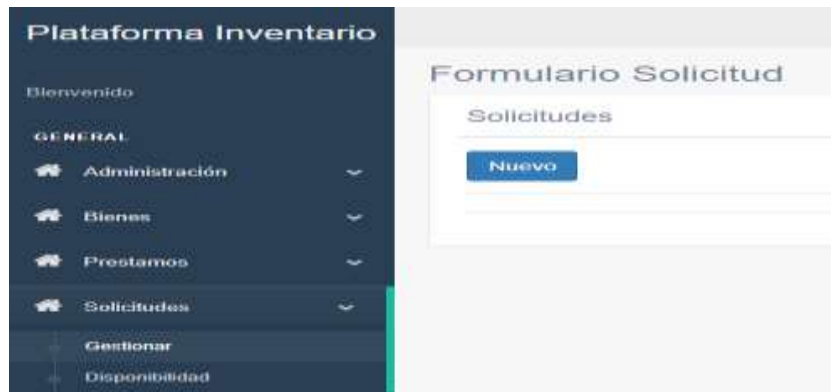 Plataforma Inventario
Bienvenido
GENERAL
Administración
Bienes
Prestamos
Solicitudes
Gestionar
Disponibilidad
Formulario Solicitud
Solicitudes
Nuevo